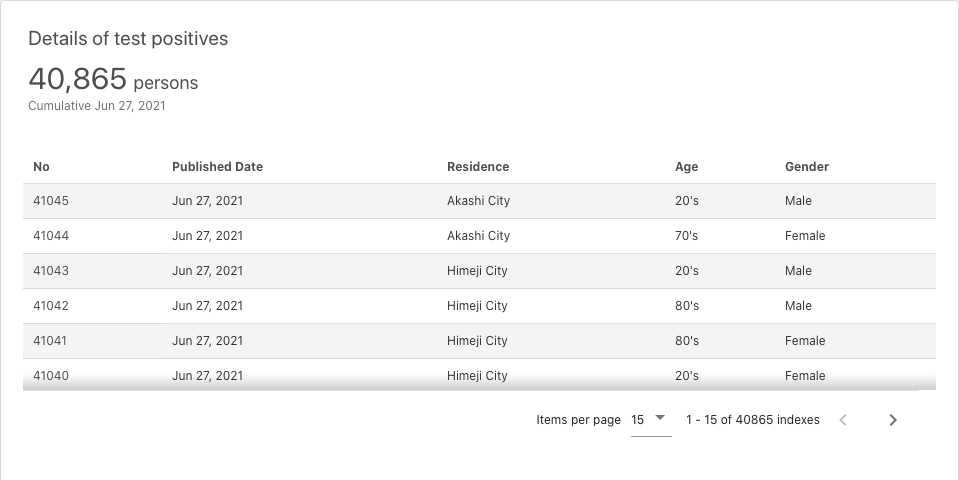 Details of test positives
40,865 persons
Cumulative Jun 27, 2021
No Published Date Residence Age Gender
41045 Jun 27, 2021 Akashi City 20's Male
41044 Jun 27, 2021 Akashi City 70's Female
41043 Jun 27, 2021 Himeji City 20's Male
41042 Jun 27, 2021 Himeji City 80's Male
41041 Jun 27, 2021 Himeji City 80's Female
41040 Jun 27, 2021 Himeji City 20's Female
Items per page 15 1 - 15 of 40865 indexes